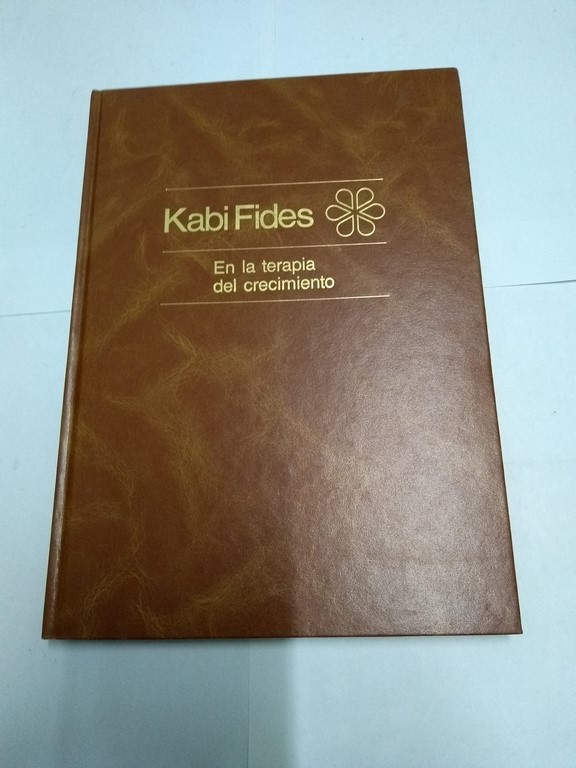 Kabi Fides
En la terapia
del crecimiento